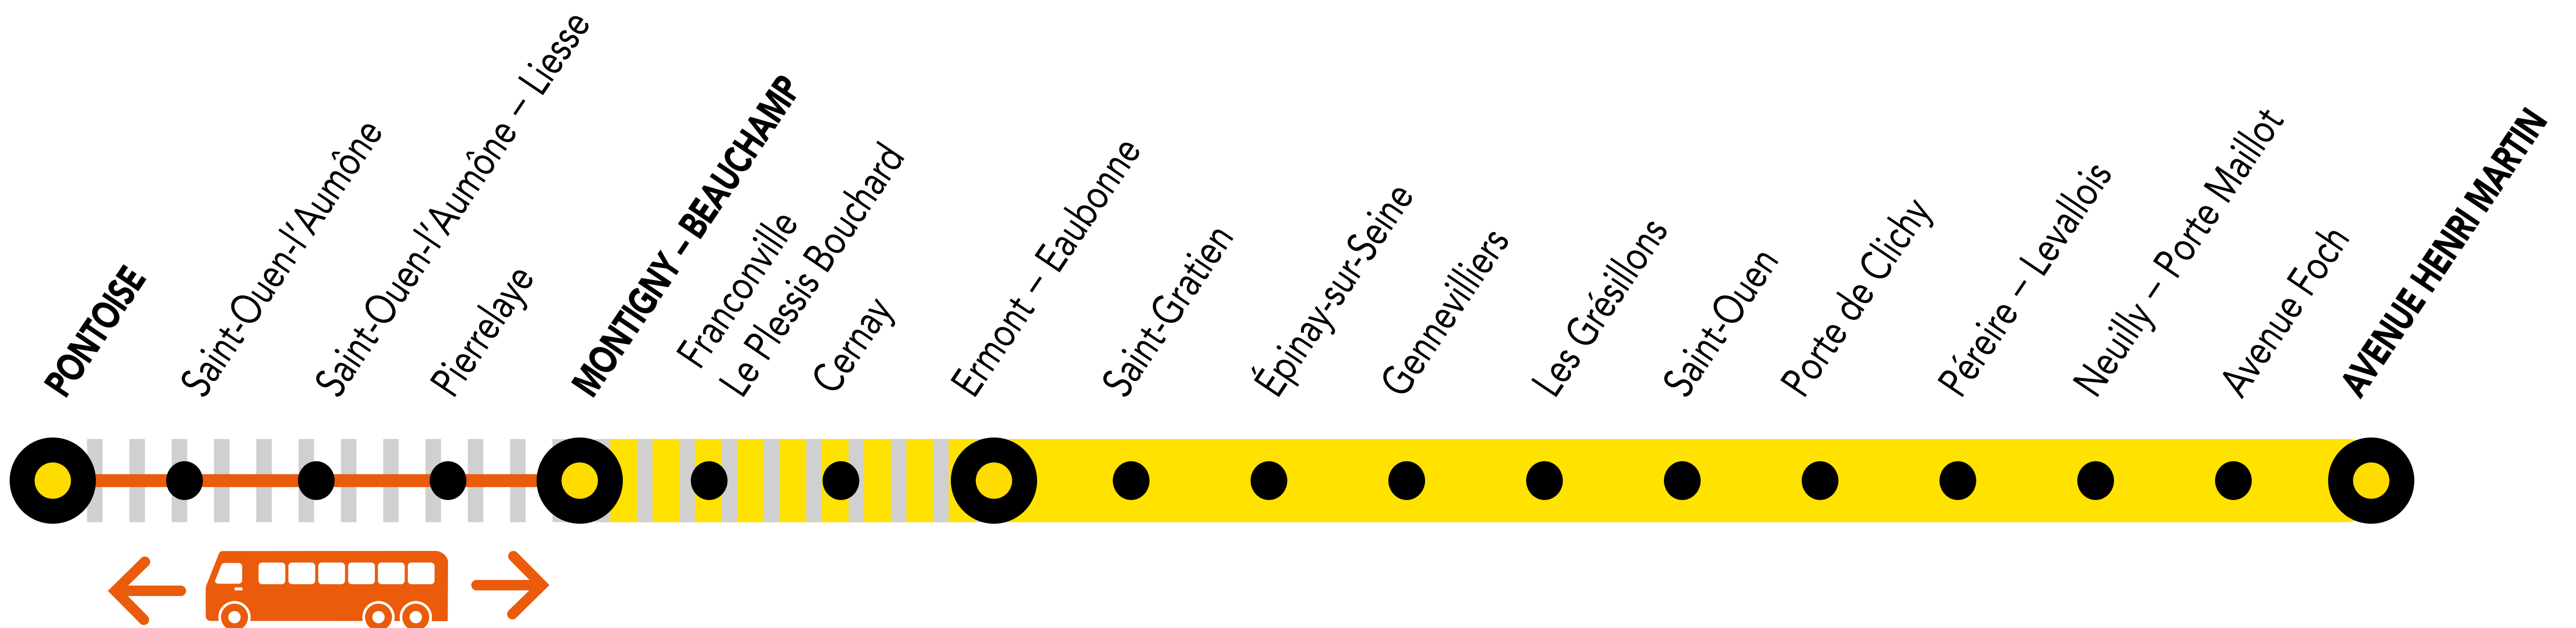 PONTOISE
Saint-Ouen-l'Aumône
Saint-Ouen-l'Aumône – Liesse
Pierrelaye
MONTIGNY – BEAUCHAMP
Franconville
Le Plessis Bouchard
Cernay
Ermont – Eaubonne
Saint-Gratien
Épinay-sur-Seine
Gennevilliers
Les Grésillons
Saint-Ouen
Porte de Clichy
Péreire – Levallois
Neuilly – Porte Maillot
Avenue Foch
AVENUE HENRI MARTIN